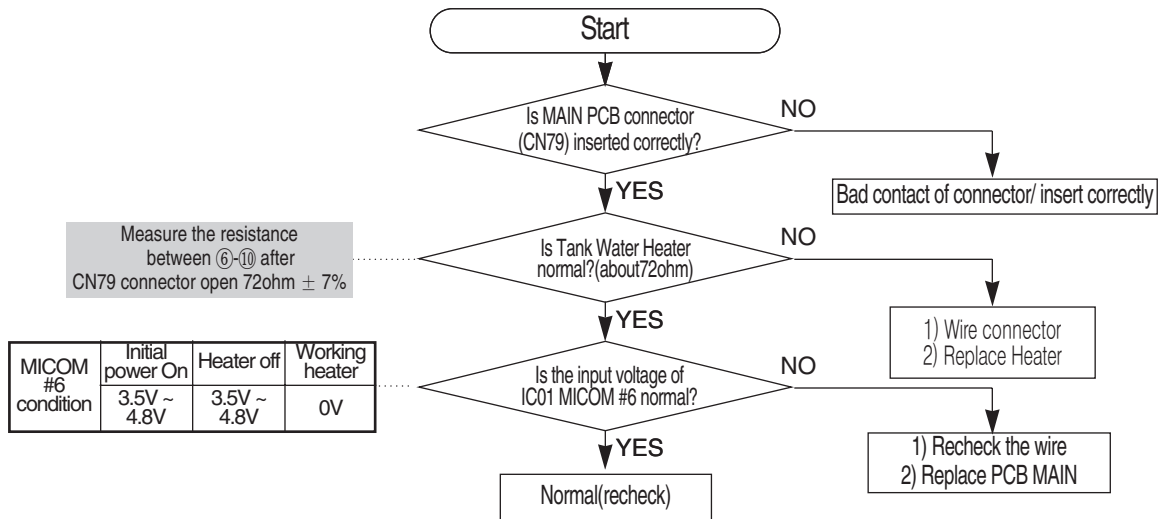 Start
Is MAIN PCB connector
(CN79) inserted correctly?
NO
Bad contact of connector/ insert correctly
YES
Measure the resistance
between ⑥-⑩ after
CN79 connector open 72ohm ± 7%
Is Tank Water Heater
normal?(about72ohm)
NO
1) Wire connector
2) Replace Heater
YES
MICOM
#6
condition
Initial
power On
Heater off
Working
heater
3.5V ~
4.8V
3.5V ~
4.8V
0V
Is the input voltage of
IC01 MICOM #6 normal?
NO
1) Recheck the wire
2) Replace PCB MAIN
YES
Normal(recheck)